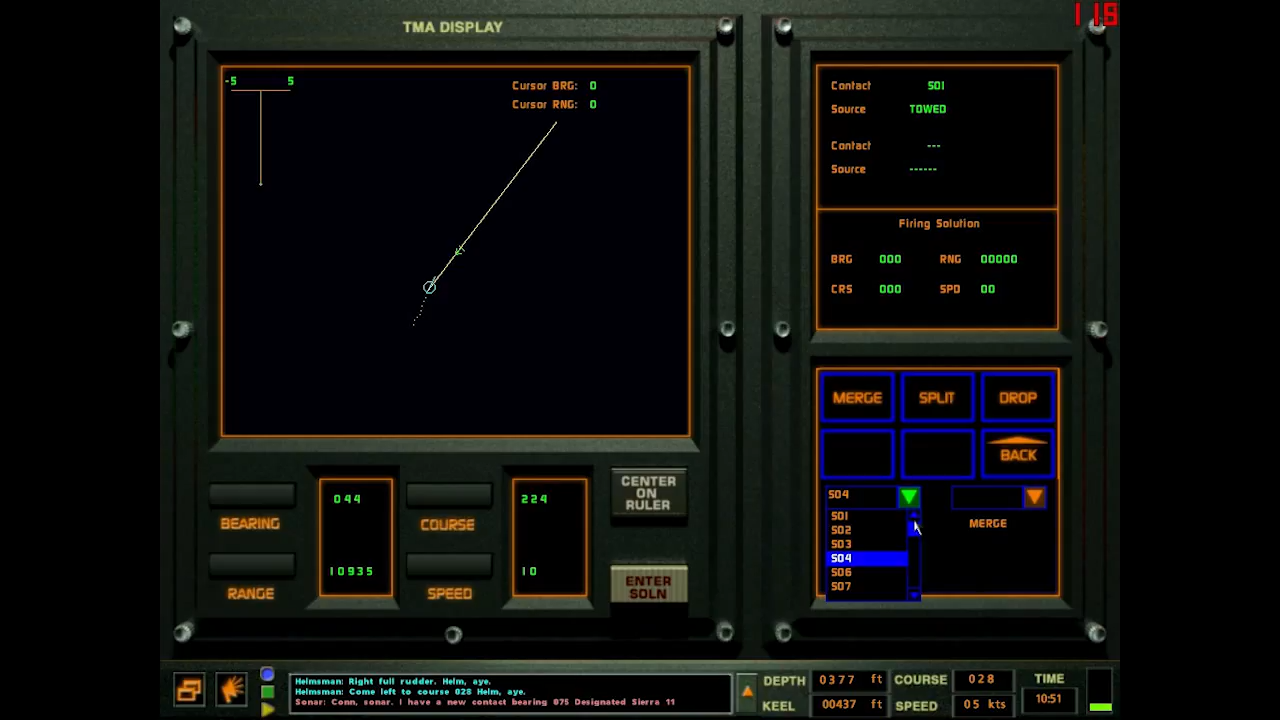 119
TMA DISPLAY
-5 5
Cursor BRG: 0
Cursor RNG: 0
Contact S01
Source TOWED
Contact ---
Source ------
Firing Solution
BRG 000 RNG 00000
CRS 000 SPD 00
MERGE SPLIT DROP
BACK
S04
MERGE
S01
S02
S03
S04
S06
S07
044
BEARING
10935
RANGE
224
COURSE
10
SPEED
CENTER
ON
RULER
ENTER
SOLN
Helmsman: Right full rudder. Helm, aye.
Helmsman: Come left to course 028 Helm, aye.
Sonar: Conn, sonar. I have a new contact bearing 075 Designated Sierra 11
DEPTH 0377 ft COURSE 028 TIME
KEEL 00437 ft SPEED 05 kts 10:51